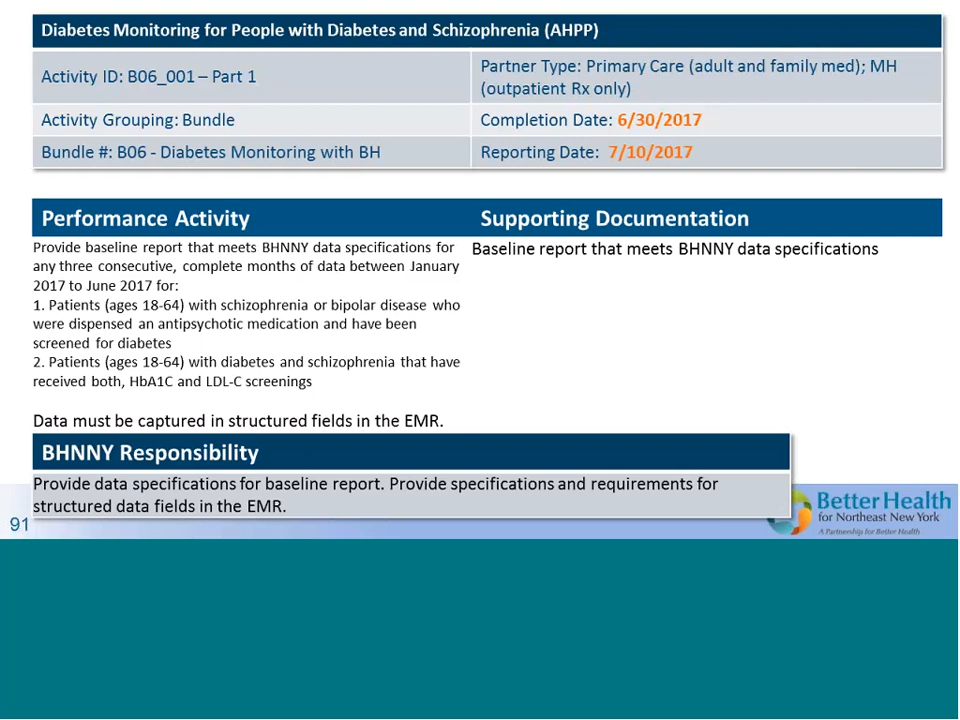 Diabetes Monitoring for People with Diabetes and Schizophrenia (AHPP)
Activity ID: B06_001 – Part 1
Partner Type: Primary Care (adult and family med); MH
(outpatient Rx only)
Activity Grouping: Bundle
Completion Date: 6/30/2017
Bundle #: B06 - Diabetes Monitoring with BH
Reporting Date: 7/10/2017
Performance Activity
Supporting Documentation
Provide baseline report that meets BHNNY data specifications for
any three consecutive, complete months of data between January
2017 to June 2017 for:
1. Patients (ages 18-64) with schizophrenia or bipolar disease who
were dispensed an antipsychotic medication and have been
screened for diabetes
2. Patients (ages 18-64) with diabetes and schizophrenia that have
received both, HbA1C and LDL-C screenings
Data must be captured in structured fields in the EMR.
Baseline report that meets BHNNY data specifications
BHNNY Responsibility
Provide data specifications for baseline report. Provide specifications and requirements for
structured data fields in the EMR.
91
Better Health
for Northeast New York
A Partnership for Better Health